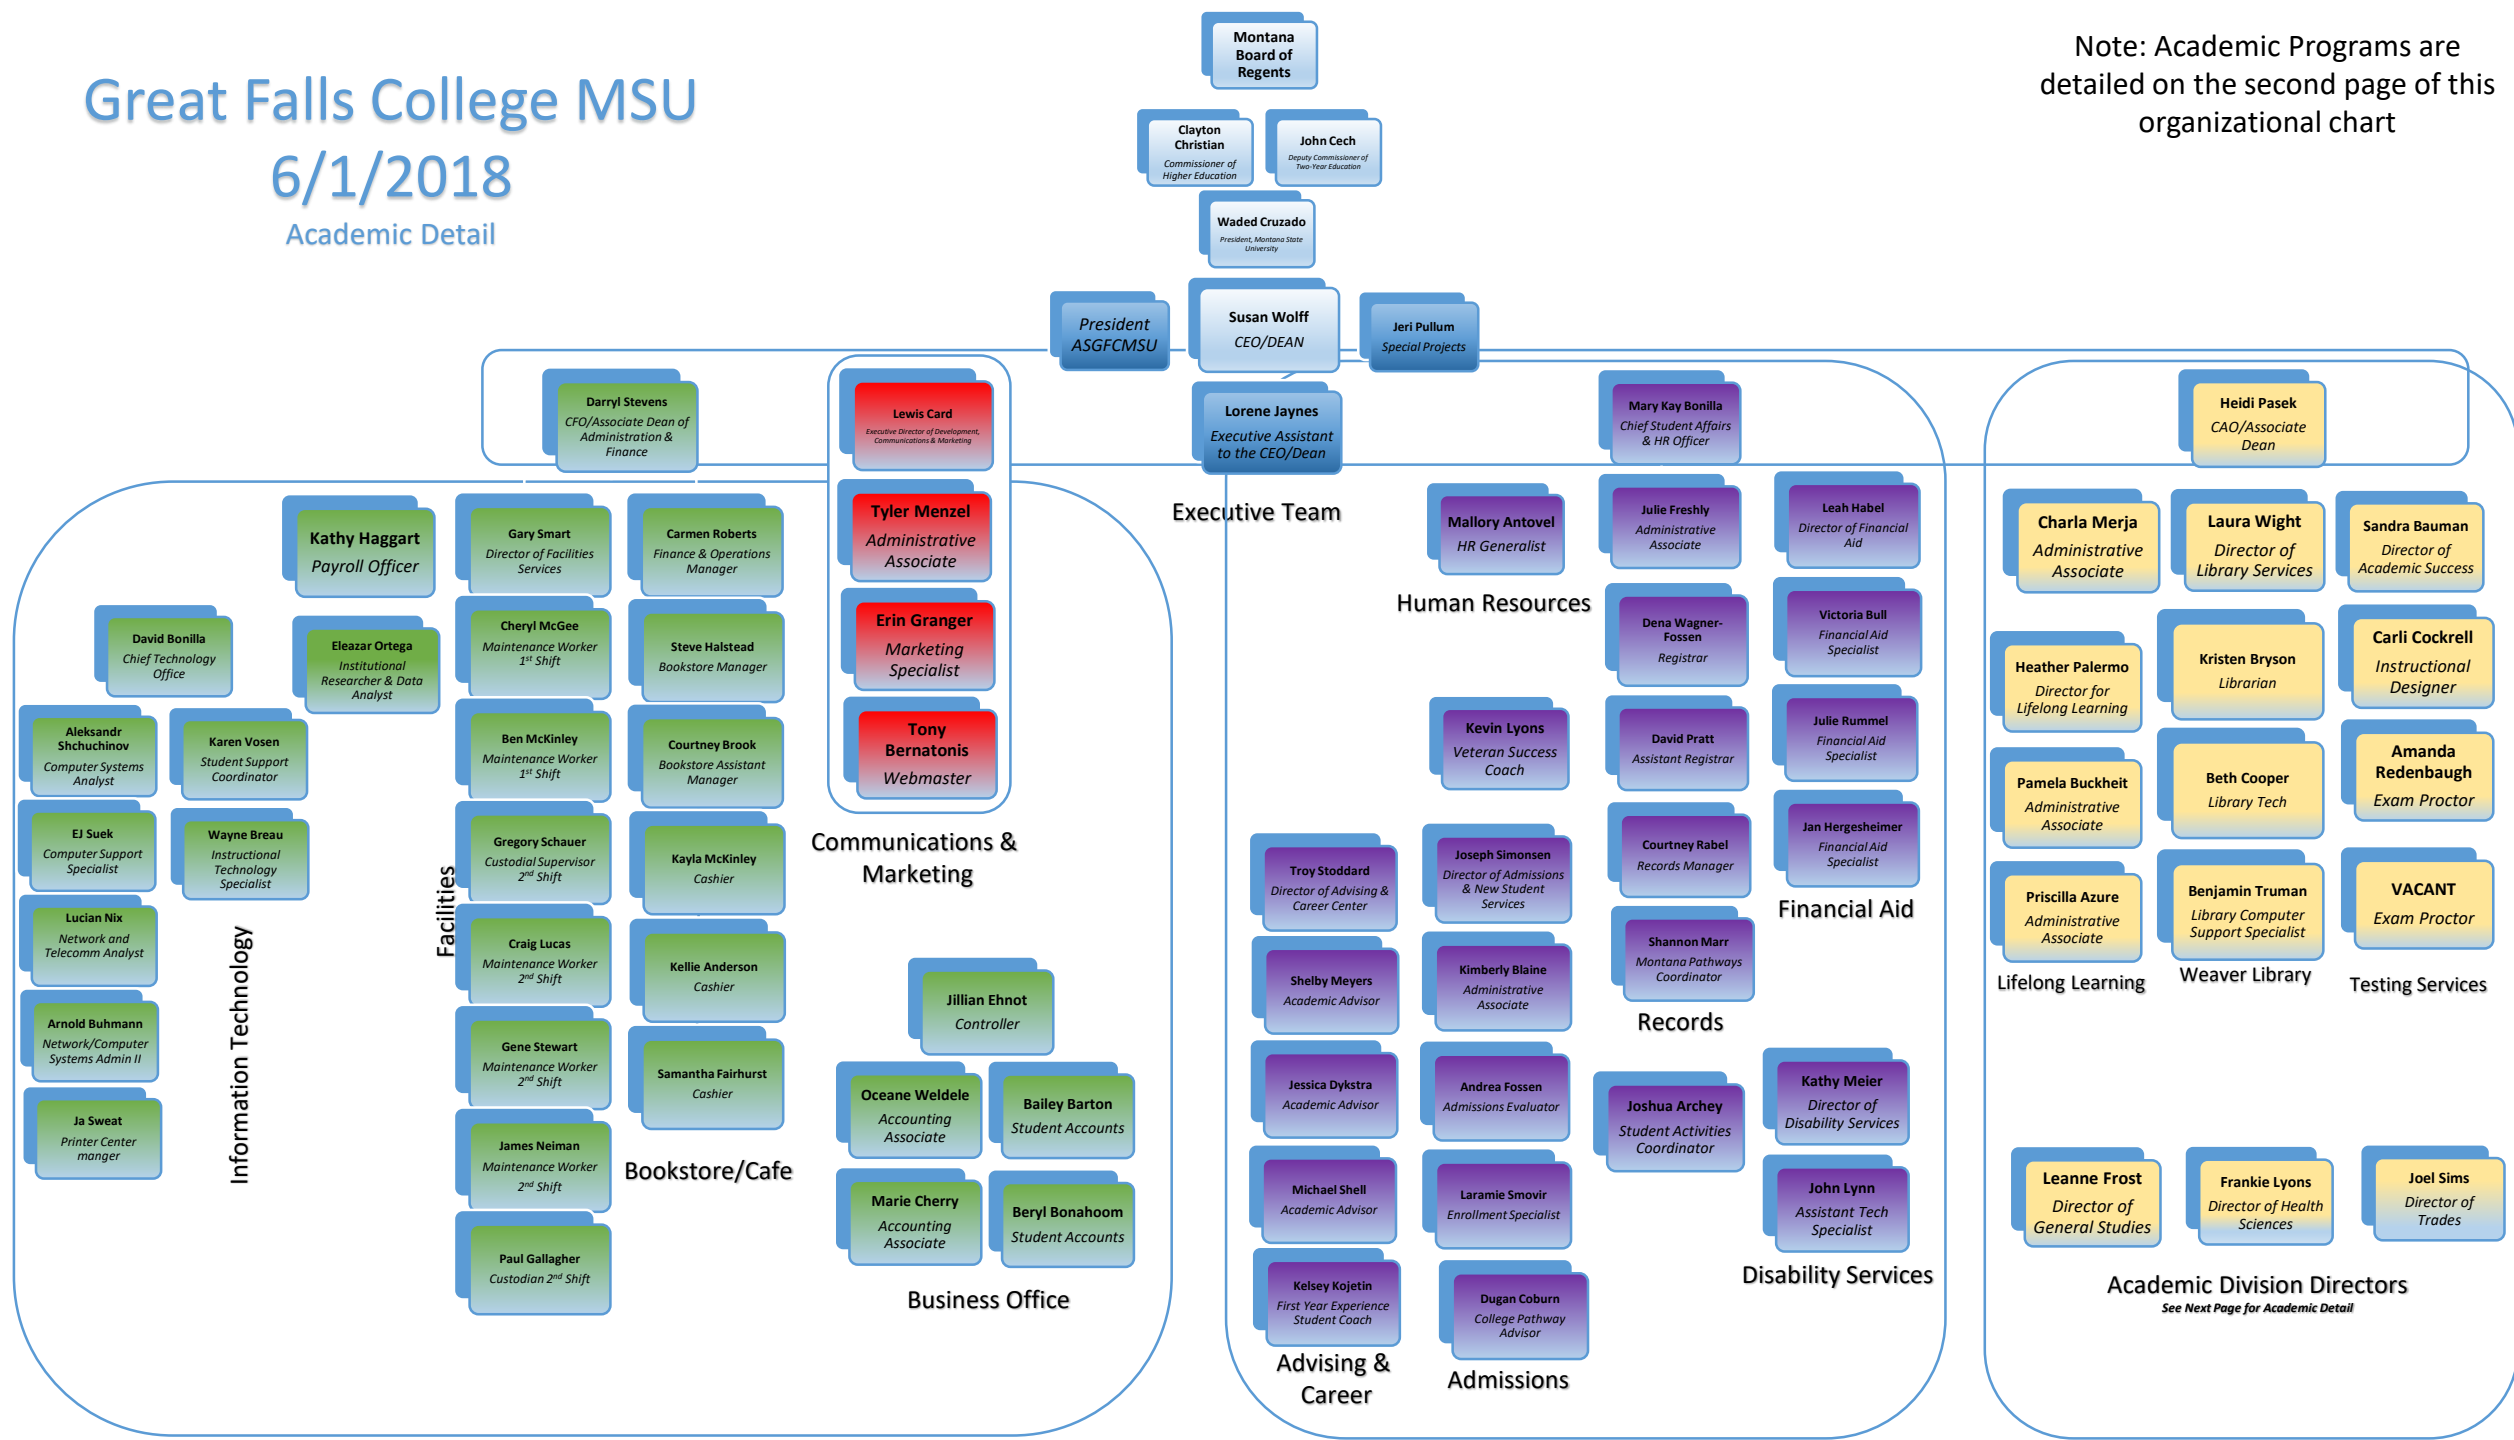 Great Falls College MSU
6/1/2018
Academic Detail
Note: Academic Programs are
detailed on the second page of this
organizational chart
Montana
Board of
Regents
Clayton
Christian
Commissioner of
Higher Education
John Cech
Deputy Commissioner of
Two-Year Education
Waded Cruzado
President, Montana State
University
President
ASGFCMSU
Susan Wolff
CEO/DEAN
Jeri Pullum
Special Projects
Lorene Jaynes
Executive Assistant
to the CEO/Dean
Executive Team
Darryl Stevens
CFO/Associate Dean of
Administration &
Finance
Kathy Haggart
Payroll Officer
Eleazar Ortega
Institutional
Researcher & Data
Analyst
David Bonilla
Chief Technology
Office
Aleksandr
Shchuchinov
Computer Systems
Analyst
Karen Vosen
Student Support
Coordinator
EJ Suek
Computer Support
Specialist
Wayne Breau
Instructional
Technology
Specialist
Lucian Nix
Network and
Telecomm Analyst
Arnold Buhmann
Network/Computer
Systems Admin II
Ja Sweat
Printer Center
manger
Information Technology
Gary Smart
Director of Facilities
Services
Cheryl McGee
Maintenance Worker
1st Shift
Ben McKinley
Maintenance Worker
1st Shift
Gregory Schauer
Custodial Supervisor
2nd Shift
Craig Lucas
Maintenance Worker
2nd Shift
Gene Stewart
Maintenance Worker
2nd Shift
James Neiman
Maintenance Worker
2nd Shift
Paul Gallagher
Custodian 2nd Shift
Facilities
Carmen Roberts
Finance & Operations
Manager
Steve Halstead
Bookstore Manager
Courtney Brook
Bookstore Assistant
Manager
Kayla McKinley
Cashier
Kellie Anderson
Cashier
Samantha Fairhurst
Cashier
Bookstore/Cafe
Lewis Card
Executive Director of Development,
Communications & Marketing
Tyler Menzel
Administrative
Associate
Erin Granger
Marketing
Specialist
Tony
Bernatonis
Webmaster
Communications &
Marketing
Jillian Ehnot
Controller
Oceane Weldele
Accounting
Associate
Bailey Barton
Student Accounts
Marie Cherry
Accounting
Associate
Beryl Bonahoom
Student Accounts
Business Office
Mary Kay Bonilla
Chief Student Affairs
& HR Officer
Mallory Antovel
HR Generalist
Human Resources
Julie Freshly
Administrative
Associate
Leah Habel
Director of Financial
Aid
Victoria Bull
Financial Aid
Specialist
Julie Rummel
Financial Aid
Specialist
Jan Hergesheimer
Financial Aid
Specialist
Financial Aid
Dena Wagner-
Fossen
Registrar
David Pratt
Assistant Registrar
Courtney Rabel
Records Manager
Shannon Marr
Montana Pathways
Coordinator
Records
Kevin Lyons
Veteran Success
Coach
Troy Stoddard
Director of Advising &
Career Center
Shelby Meyers
Academic Advisor
Jessica Dykstra
Academic Advisor
Michael Shell
Academic Advisor
Kelsey Kojetin
First Year Experience
Student Coach
Advising &
Career
Joseph Simonsen
Director of Admissions
& New Student
Services
Kimberly Blaine
Administrative
Associate
Andrea Fossen
Admissions Evaluator
Laramie Smovir
Enrollment Specialist
Dugan Coburn
College Pathway
Advisor
Admissions
Joshua Archey
Student Activities
Coordinator
Kathy Meier
Director of
Disability Services
John Lynn
Assistant Tech
Specialist
Disability Services
Heidi Pasek
CAO/Associate
Dean
Charla Merja
Administrative
Associate
Laura Wight
Director of
Library Services
Sandra Bauman
Director of
Academic Success
Heather Palermo
Director for
Lifelong Learning
Pamela Buckheit
Administrative
Associate
Priscilla Azure
Administrative
Associate
Lifelong Learning
Kristen Bryson
Librarian
Beth Cooper
Library Tech
Benjamin Truman
Library Computer
Support Specialist
Weaver Library
Carli Cockrell
Instructional
Designer
Amanda
Redenbaugh
Exam Proctor
VACANT
Exam Proctor
Testing Services
Leanne Frost
Director of
General Studies
Frankie Lyons
Director of Health
Sciences
Joel Sims
Director of
Trades
Academic Division Directors
See Next Page for Academic Detail